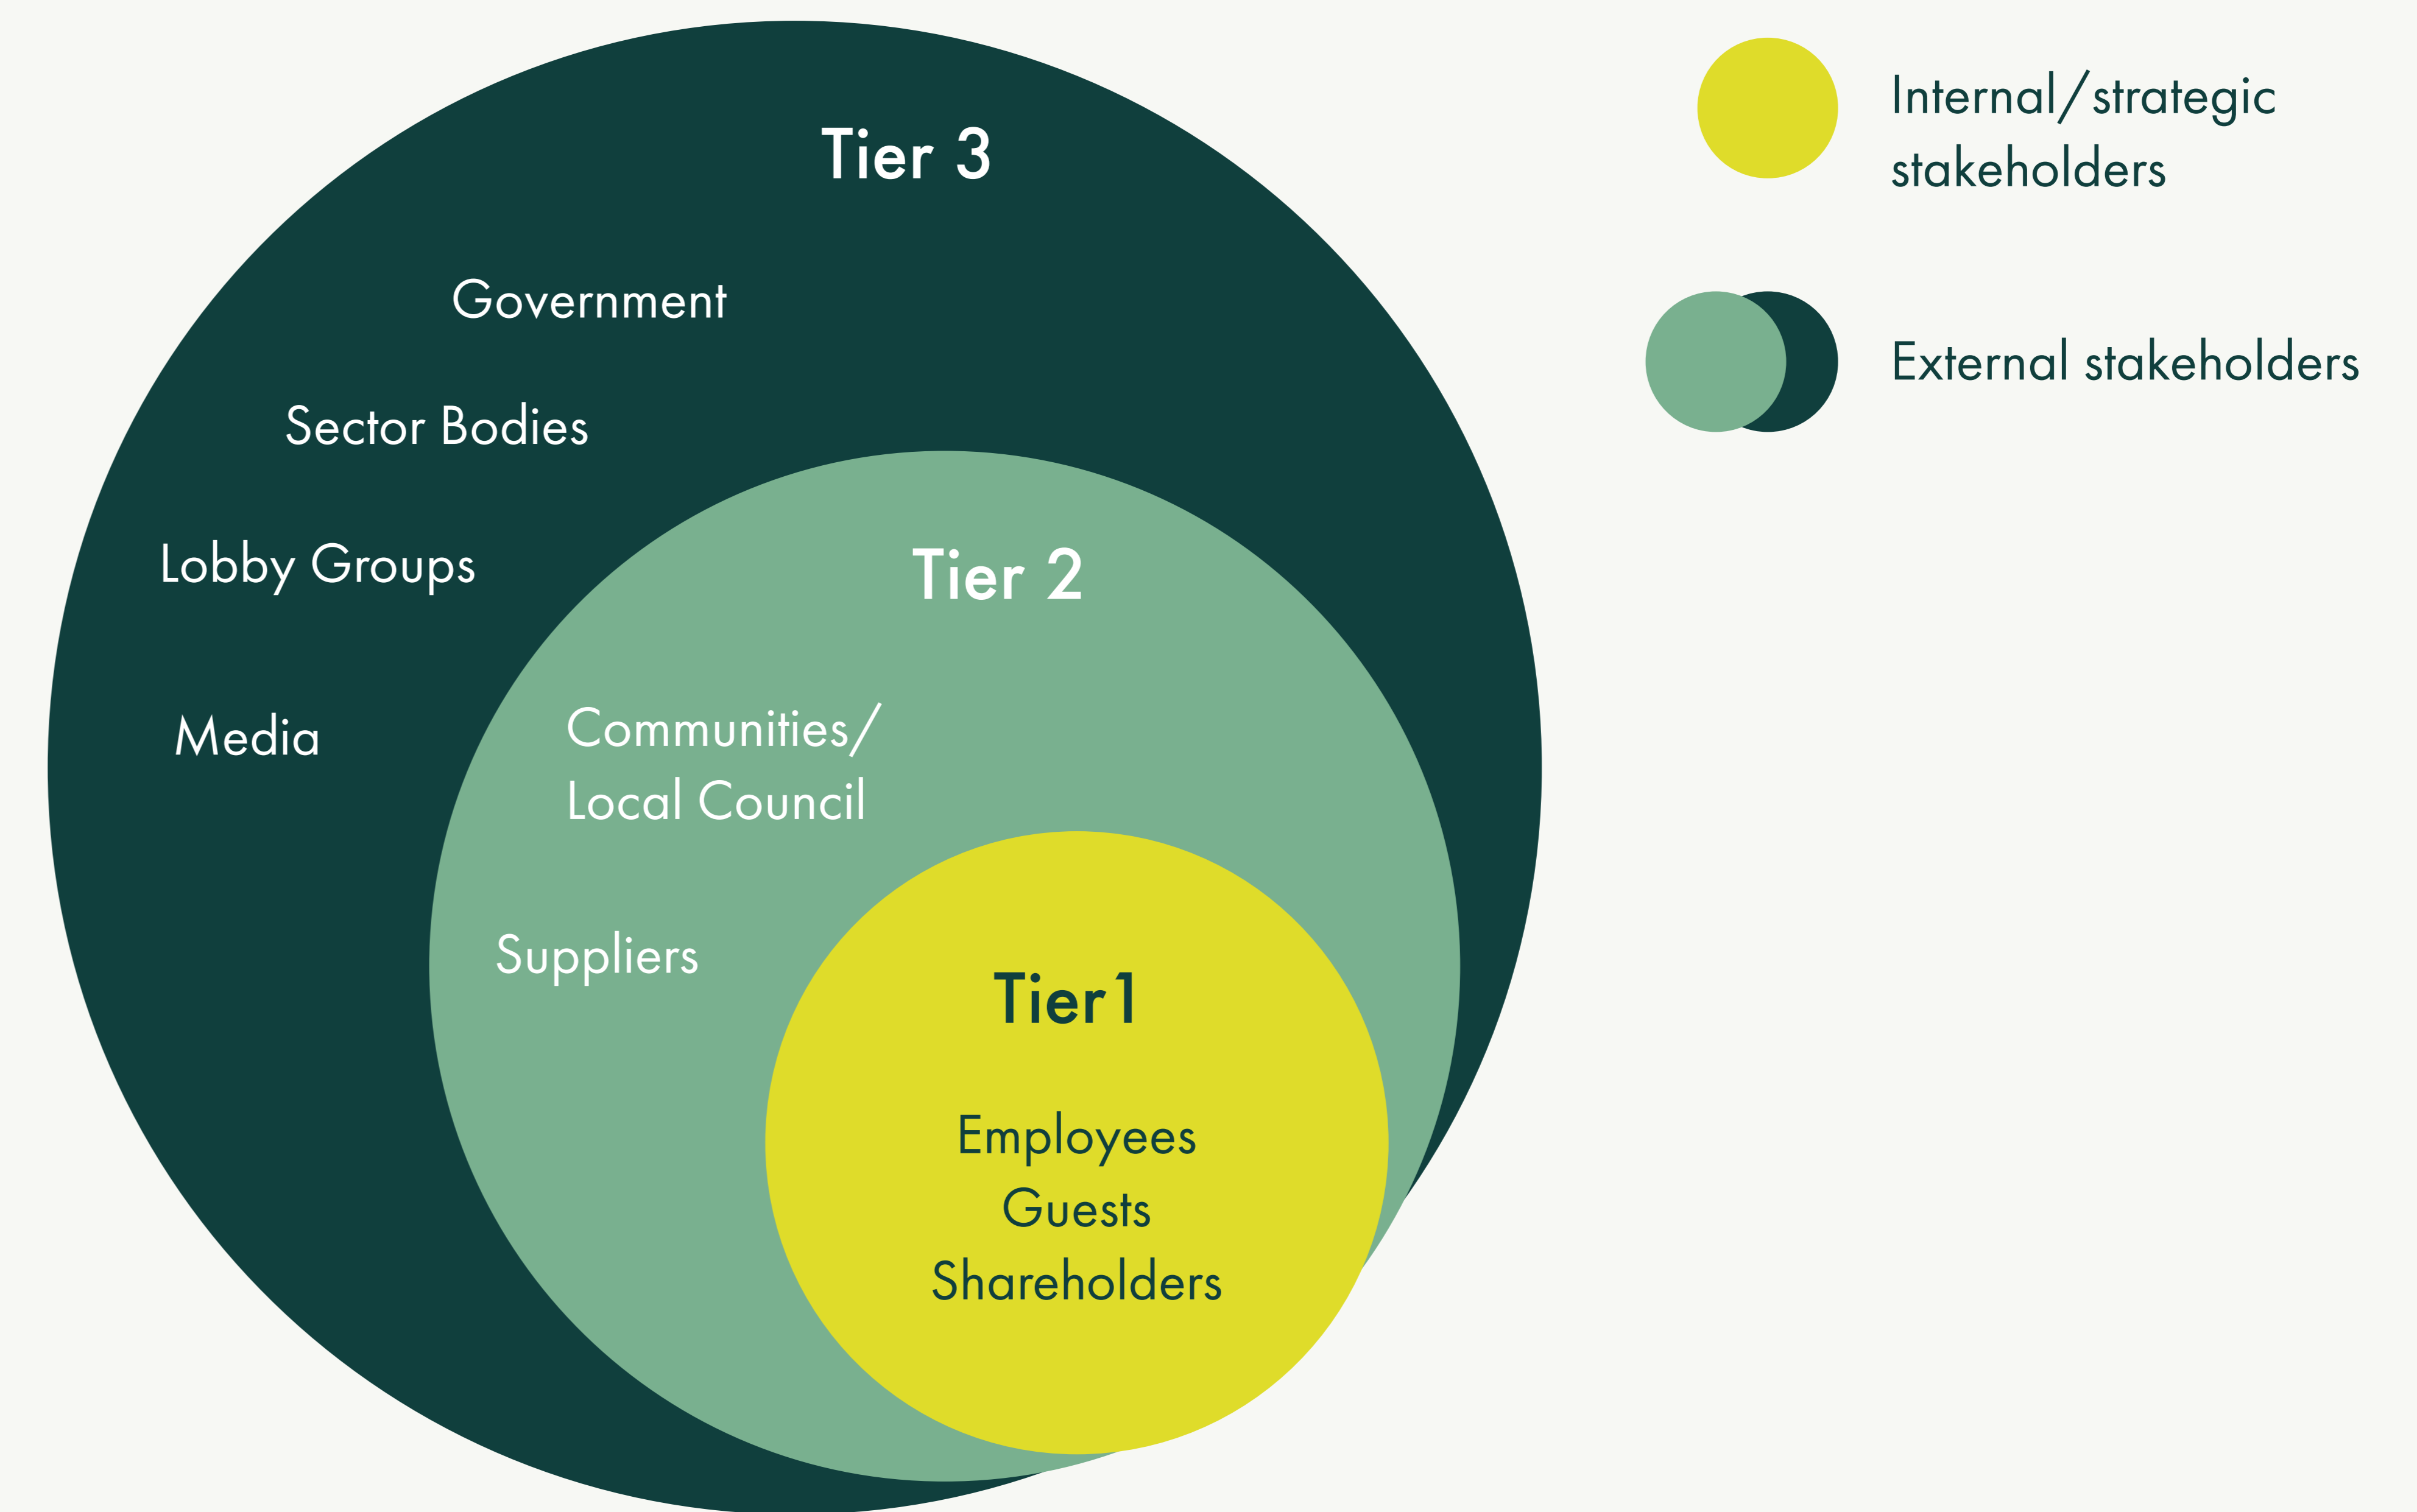 Tier 3
Government
Sector Bodies
Lobby Groups
Media
Tier 2
Communities/
Local Council
Suppliers
Tier 1
Employees
Guests
Shareholders
Internal/strategic
stakeholders
External stakeholders